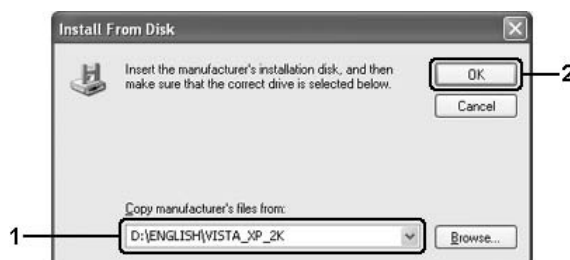 Install From Disk
Insert the manufacturer's installation disk, and then
make sure that the correct drive is selected below.
OK
2
Cancel
Copy manufacturer's files from:
1
D:\ENGLISH\VISTA_XP_2K
Browse...